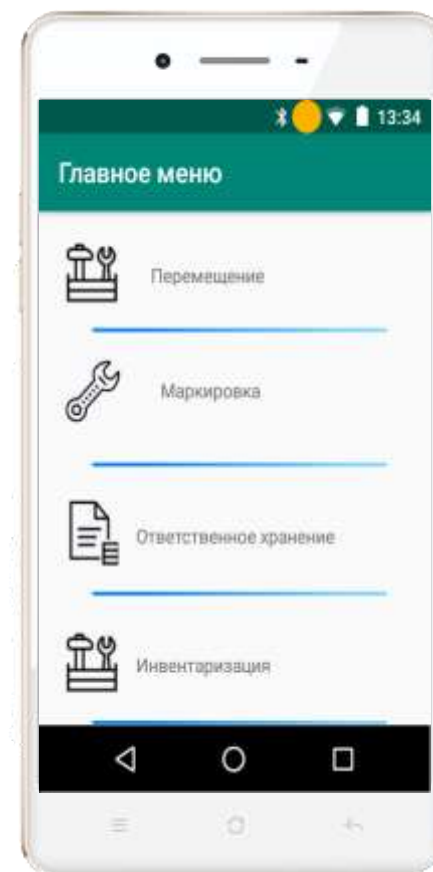 13:34
Главное меню
Перемещение
Маркировка
Ответственное хранение
Инвентаризация